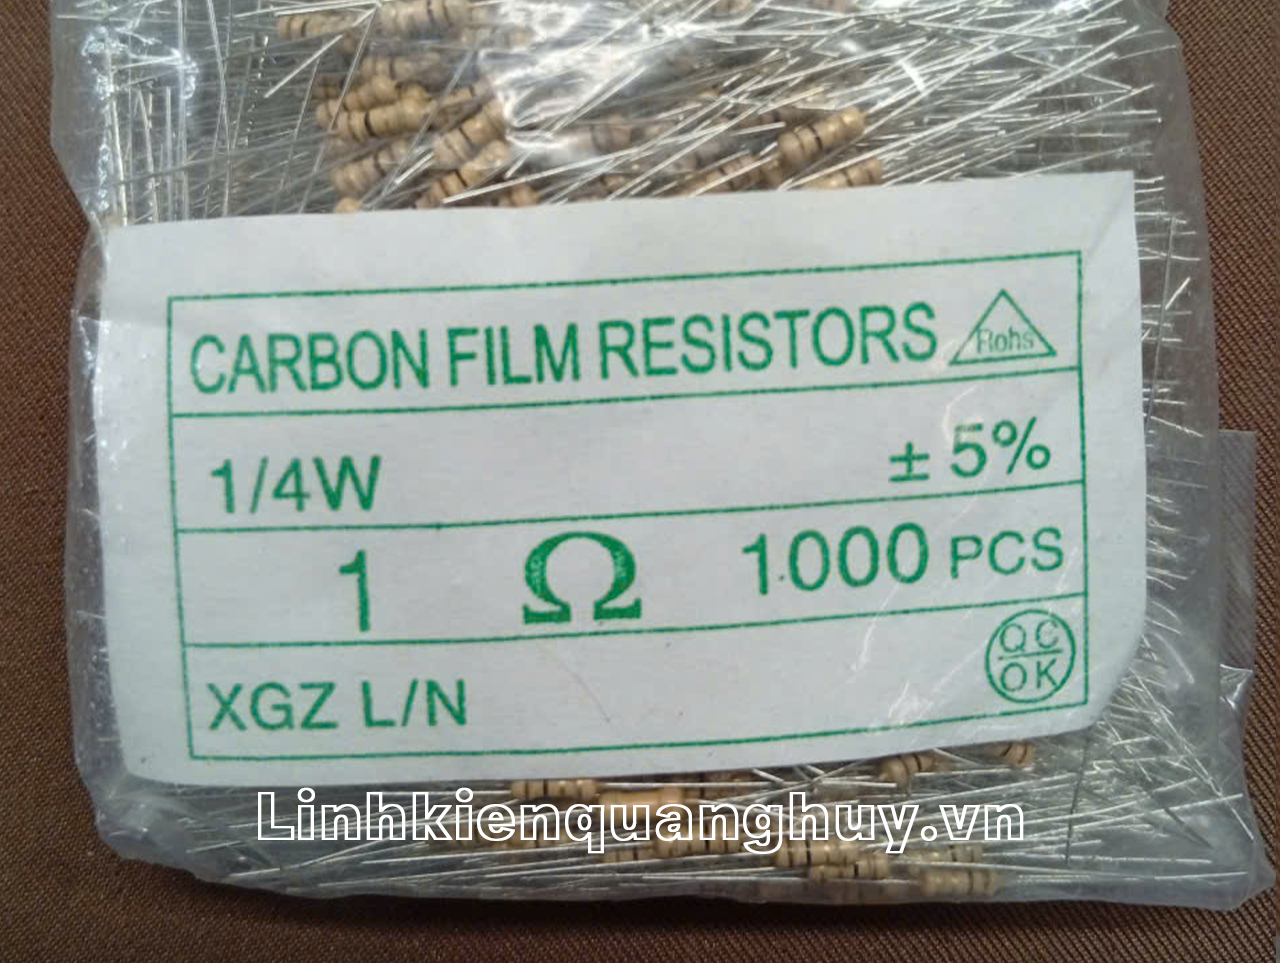 CARBON FILM RESISTORS Rohs
1/4W ± 5%
1 Ω 1000 PCS
QC
OK
XGZ L/N
Linhkienquanghuy.vn